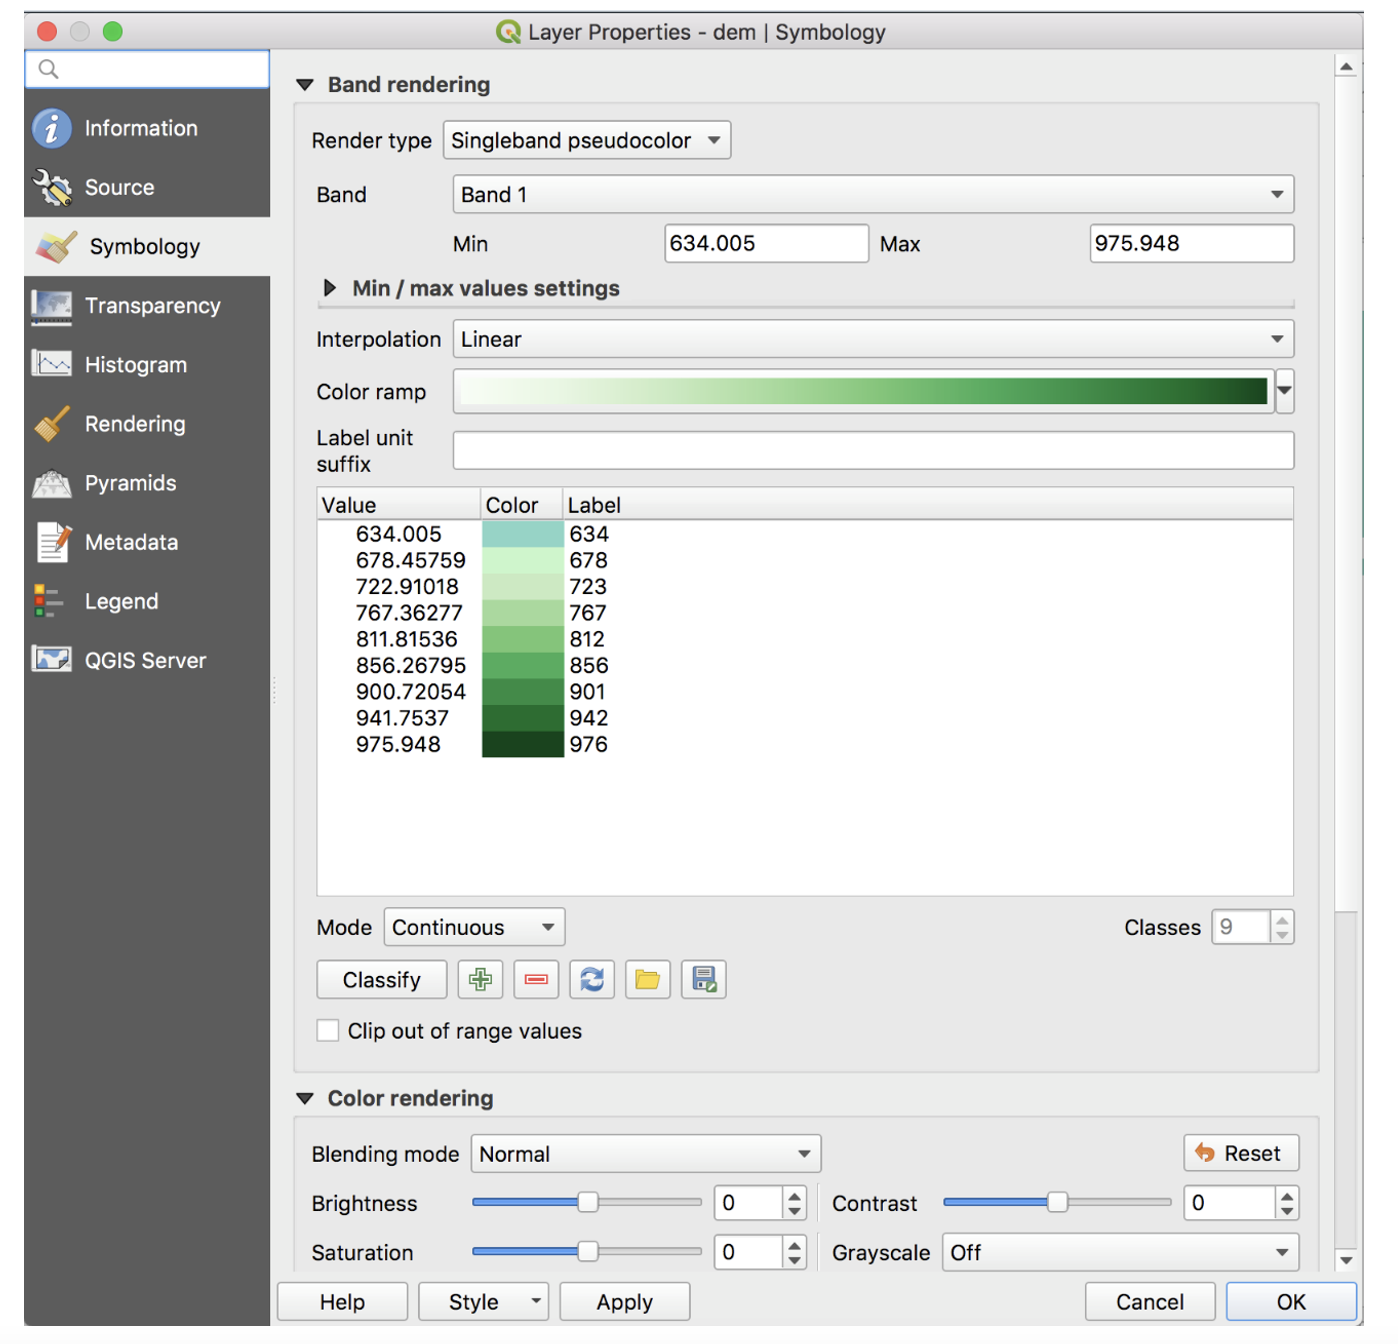 Layer Properties - dem | Symbology
Information
Source
Symbology
Transparency
Histogram
Rendering
Pyramids
Metadata
Legend
QGIS Server
Band rendering
Render type Singleband pseudocolor
Band Band 1
Min 634.005 Max 975.948
Min / max values settings
Interpolation Linear
Color ramp
Label unit
suffix
Value Color Label
634.005 634
678.45759 678
722.91018 723
767.36277 767
811.81536 812
856.26795 856
900.72054 901
941.7537 942
975.948 976
Mode Continuous Classes 9
Classify
Clip out of range values
Color rendering
Blending mode Normal Reset
Brightness 0 Contrast 0
Saturation 0 Grayscale Off
Help Style Apply Cancel OK